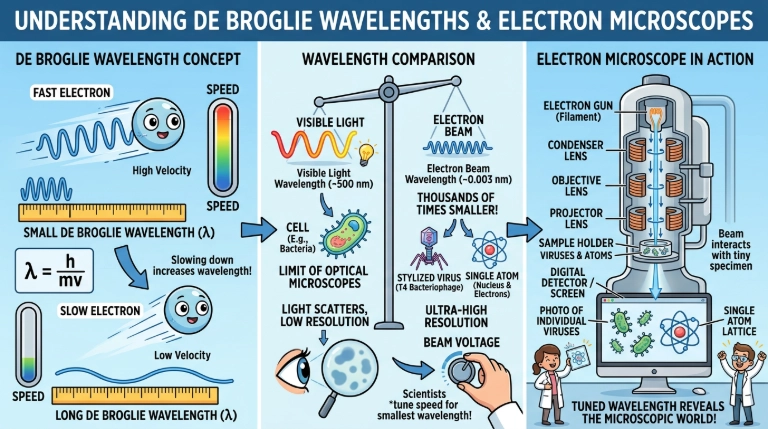 UNDERSTANDING DE BROGLIE WAVELENGTHS & ELECTRON MICROSCOPES
DE BROGLIE WAVELENGTH CONCEPT
FAST ELECTRON
SPEED
High Velocity
SPEED
SMALL DE BROGLIE WAVELENGTH (λ)
λ = h
mv
Slowing down
increases wavelength!
SLOW ELECTRON
Low Velocity
SPEED
LONG DE BROGLIE WAVELENGTH (λ)
WAVELENGTH COMPARISON
VISIBLE LIGHT
Visible Light
Wavelength (~500 nm)
CELL
(E.g.,
Bacteria)
LIMIT OF OPTICAL
MICROSCOPES
LIGHT SCATTERS,
LOW RESOLUTION
ELECTRON
BEAM
Electron Beam
Wavelength (~0.003 nm)
THOUSANDS OF
TIMES SMALLER!
STYLIZED VIRUS
(T4 Bacteriophage)
SINGLE ATOM
(Nucleus &
Electrons)
ULTRA-HIGH
RESOLUTION
BEAM VOLTAGE
Scientists
*tune speed for
smallest wavelength!
ELECTRON MICROSCOPE IN ACTION
ELECTRON GUN
(Filament)
CONDENSER
LENS
OBJECTIVE
LENS
PROJECTOR
LENS
SAMPLE HOLDER
VIRUSES & ATOMS
Beam
interacts
with tiny
specimen
DIGITAL
DETECTOR /
SCREEN
PHOTO OF
INDIVIDUAL
VIRUSES
SINGLE
ATOM
LATTICE
TUNED WAVELENGTH REVEALS
THE MICROSCOPIC WORLD!